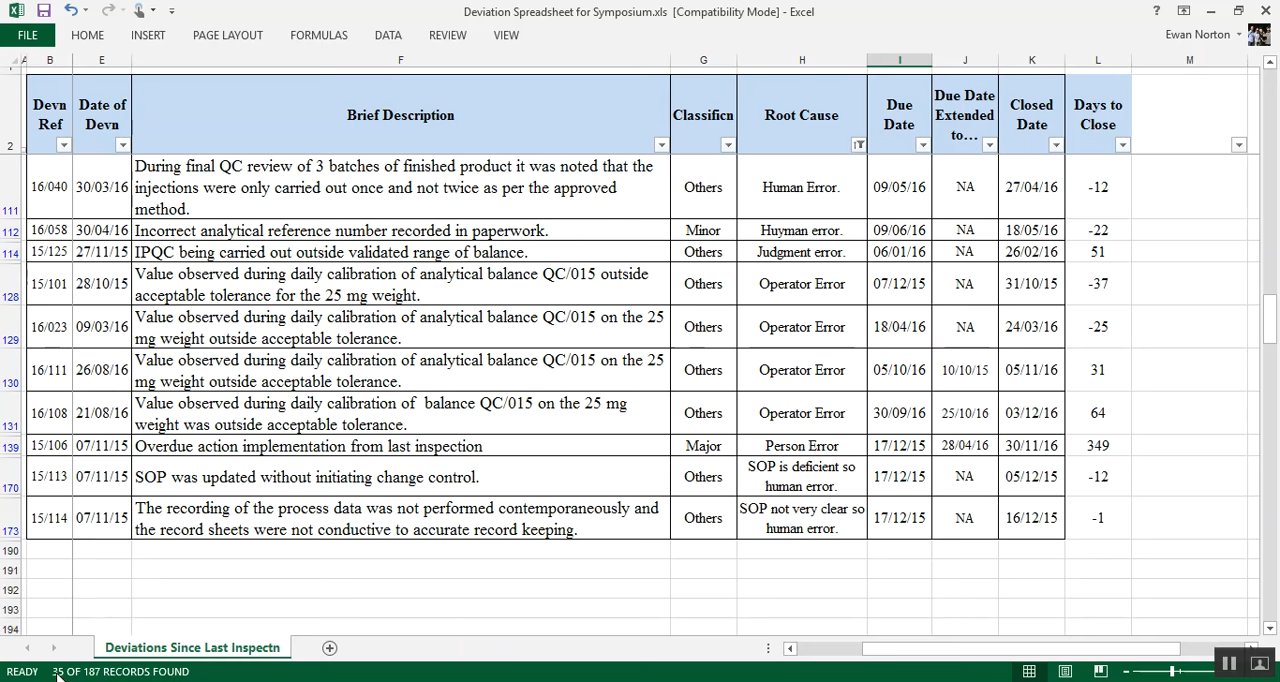 Deviation Spreadsheet for Symposium.xls [Compatibility Mode] - Excel
FILE HOME INSERT PAGE LAYOUT FORMULAS DATA REVIEW VIEW Ewan Norton
B E F G H I J K L M
Devn Ref Date of Devn Brief Description Classificn Root Cause Due Date Due Date Extended to... Closed Date Days to Close
2
111 16/040 30/03/16 During final QC review of 3 batches of finished product it was noted that the
injections were only carried out once and not twice as per the approved
method. Others Human Error. 09/05/16 NA 27/04/16 -12
112 16/058 30/04/16 Incorrect analytical reference number recorded in paperwork. Minor Huyman error. 09/06/16 NA 18/05/16 -22
114 15/125 27/11/15 IPQC being carried out outside validated range of balance. Others Judgment error. 06/01/16 NA 26/02/16 51
128 15/101 28/10/15 Value observed during daily calibration of analytical balance QC/015 outside
acceptable tolerance for the 25 mg weight. Others Operator Error 07/12/15 NA 31/10/15 -37
129 16/023 09/03/16 Value observed during daily calibration of analytical balance QC/015 on the 25
mg weight outside acceptable tolerance. Others Operator Error 18/04/16 NA 24/03/16 -25
130 16/111 26/08/16 Value observed during daily calibration of analytical balance QC/015 on the 25
mg weight outside acceptable tolerance. Others Operator Error 05/10/16 10/10/15 05/11/16 31
131 16/108 21/08/16 Value observed during daily calibration of balance QC/015 on the 25 mg
weight was outside acceptable tolerance. Others Operator Error 30/09/16 25/10/16 03/12/16 64
139 15/106 07/11/15 Overdue action implementation from last inspection Major Person Error 17/12/15 28/04/16 30/11/16 349
170 15/113 07/11/15 SOP was updated without initiating change control. Others SOP is deficient so
human error. 17/12/15 NA 05/12/15 -12
173 15/114 07/11/15 The recording of the process data was not performed contemporaneously and
the record sheets were not conductive to accurate record keeping. Others SOP not very clear so
human error. 17/12/15 NA 16/12/15 -1
190
191
192
193
194
Deviations Since Last Inspectn
READY 35 OF 187 RECORDS FOUND